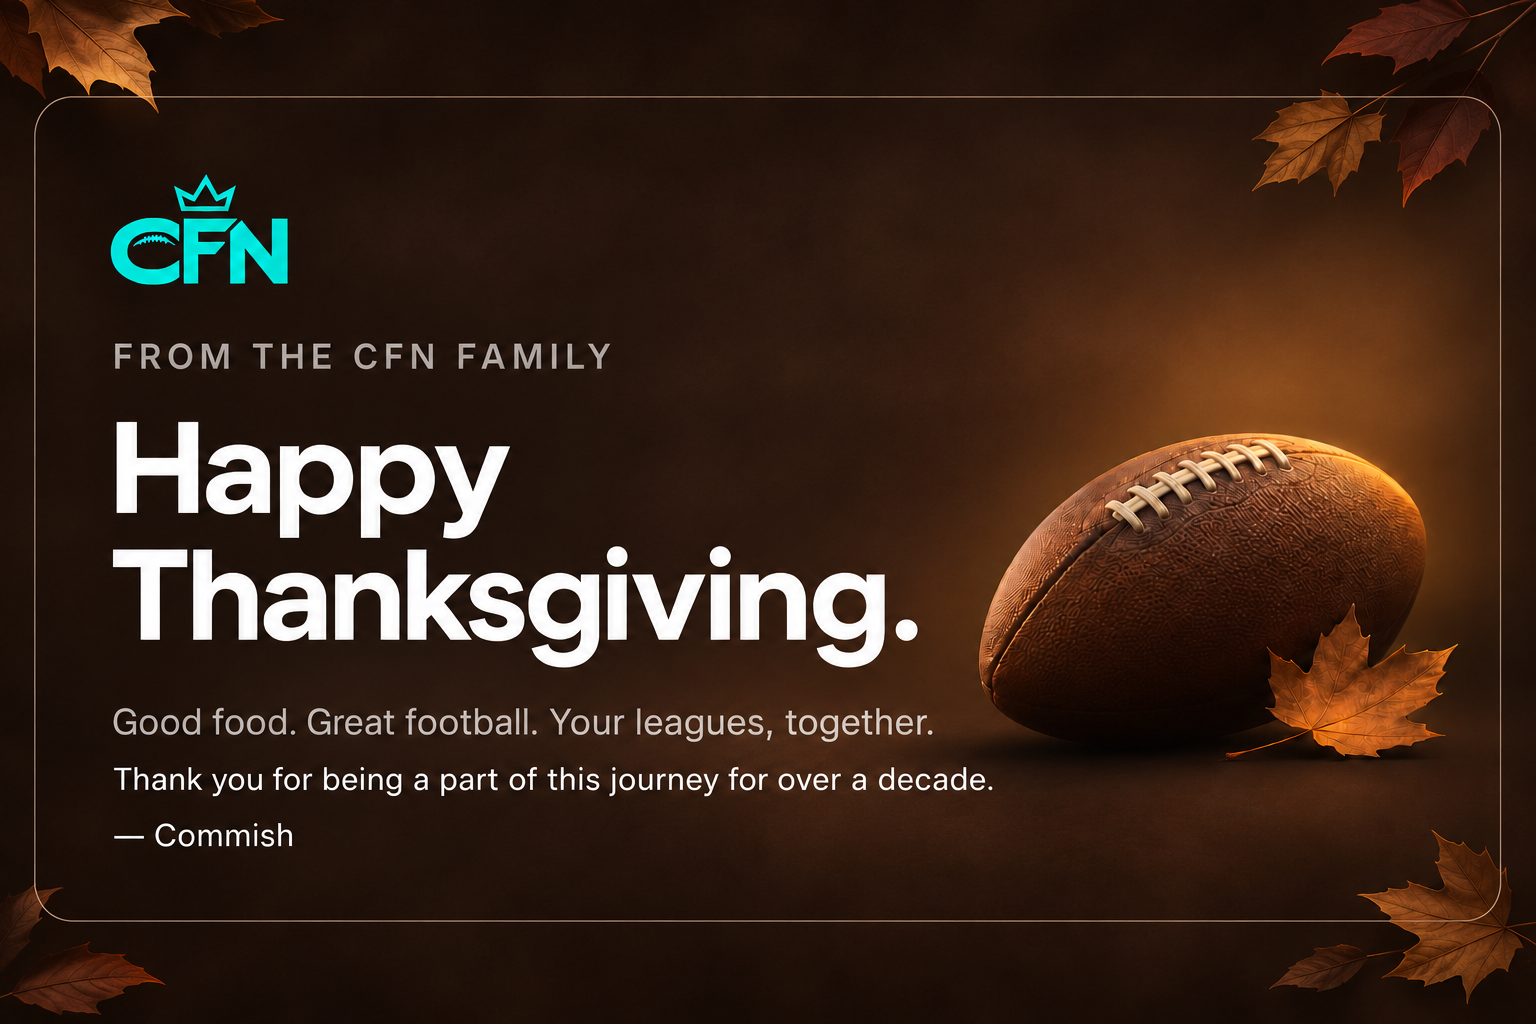 CFN
FROM THE CFN FAMILY
Happy
Thanksgiving.
Good food. Great football. Your leagues, together.
Thank you for being a part of this journey for over a decade.
— Commish